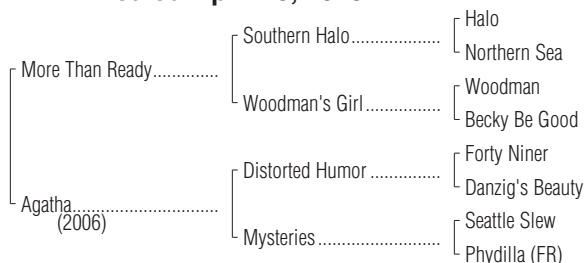 Halo
Southern Halo
Northern Sea
More Than Ready
Woodman
Woodman's Girl
Becky Be Good
Forty Niner
Distorted Humor
Danzig's Beauty
Agatha
(2006)
Seattle Slew
Mysteries
Phydilla (FR)